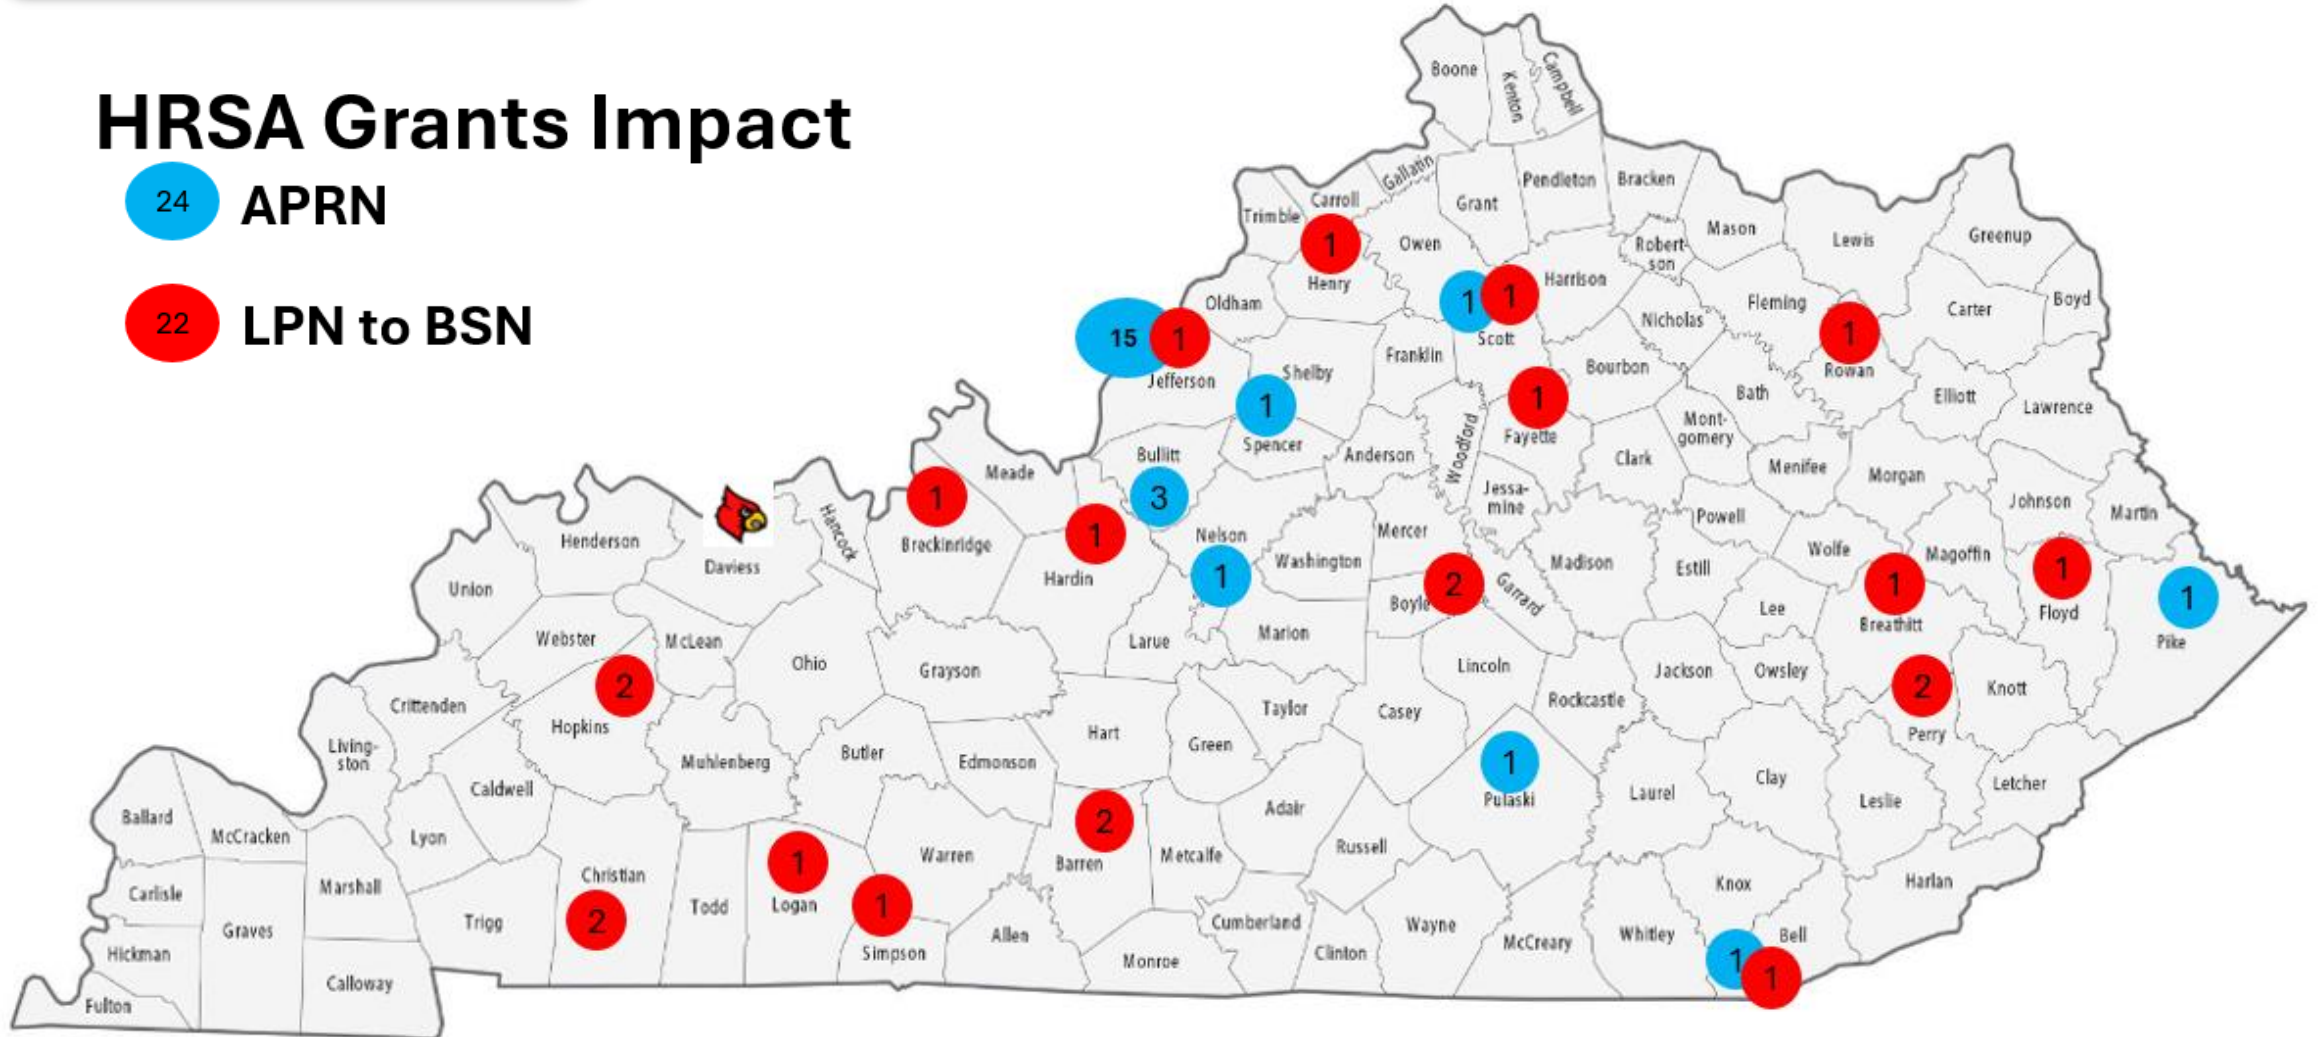 HRSA Grants Impact
24 APRN
22 LPN to BSN
Boone
Kenton
Campbell
Gallatin
Carroll
Trimble
Grant
Pendleton
Bracken
Mason
Robert-
son
Lewis
Greenup
Owen
1
Henry
Oldham
1 1
Scott
Harrison
Nicholas
Fleming
1
Rowan
Carter
Boyd
15 1
Jefferson
Shelby
Franklin
Bourbon
Bath
Elliott
Lawrence
1
Spencer
1
Fayette
Woodford
Anderson
Clark
Mont-
gomery
Menifee
Morgan
Bullitt
3
Meade
1
Breckinridge
1
Hardin
Hancock
Daviess
Henderson
Union
Nelson
1
Washington
Mercer
Jessa-
mine
Madison
Powell
Estill
Wolfe
Magoffin
Johnson
Martin
2
Boyle
Garrard
Lee
1
Breathitt
1
Floyd
1
Pike
Webster
McLean
Ohio
Grayson
Larue
Marion
Lincoln
Rockcastle
Jackson
Owsley
2
Perry
Knott
Letcher
Crittenden
2
Hopkins
Living-
ston
Muhlenberg
Butler
Edmonson
Hart
Green
Taylor
Casey
1
Pulaski
Laurel
Clay
Leslie
Caldwell
Lyon
Ballard
McCracken
Carlisle
Marshall
Graves
Hickman
Fulton
Calloway
Trigg
Christian
2
Todd
1
Logan
1
Simpson
Warren
2
Barren
Metcalfe
Adair
Russell
Allen
Monroe
Cumberland
Clinton
Wayne
McCreary
Whitley
Knox
Bell
1 1
Harlan